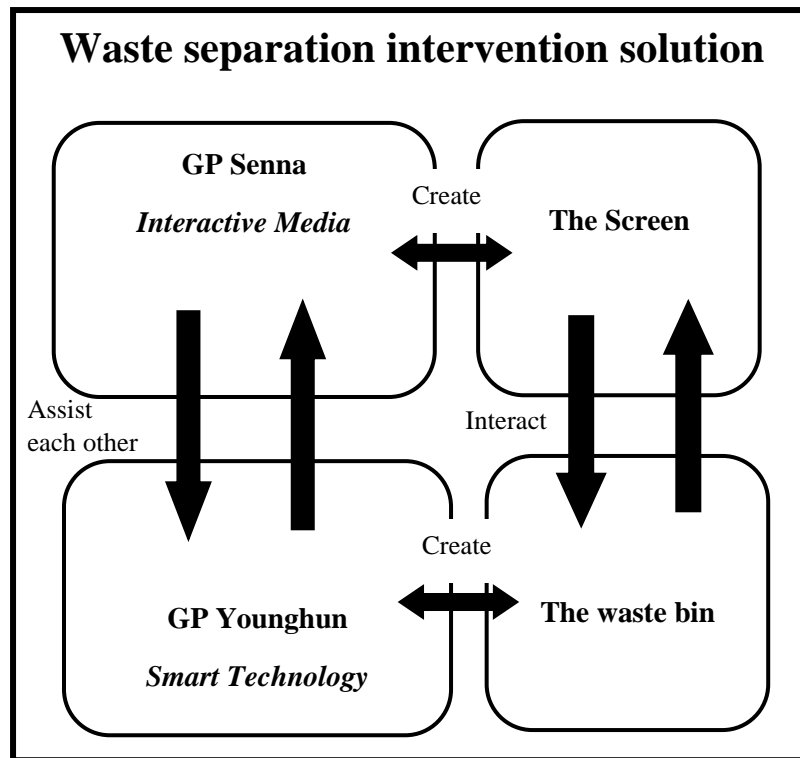 Waste separation intervention solution
GP Senna
Interactive Media
Create
The Screen
Assist
each other
Interact
GP Younghun
Smart Technology
Create
The waste bin